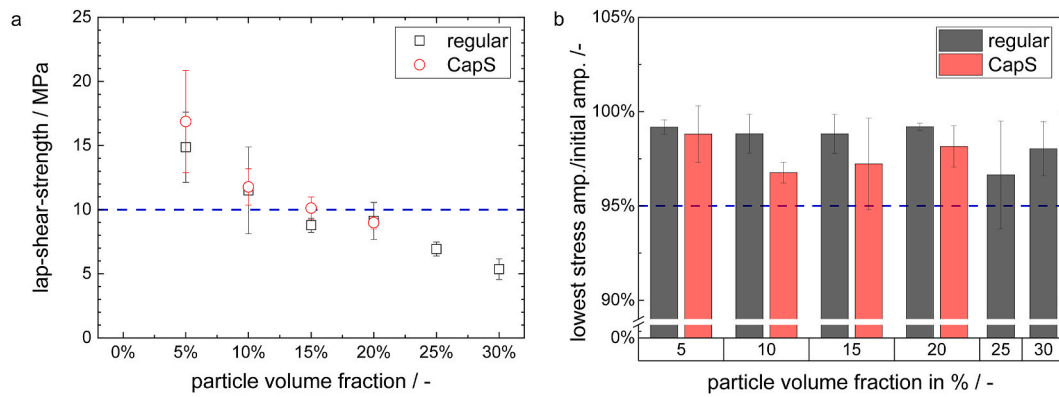 a
25
20
15
10
5
0
lap-shear-strength / MPa
regular
CapS
0% 5% 10% 15% 20% 25% 30%
particle volume fraction / -
b
105%
100%
95%
90%
0%
lowest stress amp./initial amp. /-
regular
CapS
5 10 15 20 25 30
particle volume fraction in % / -